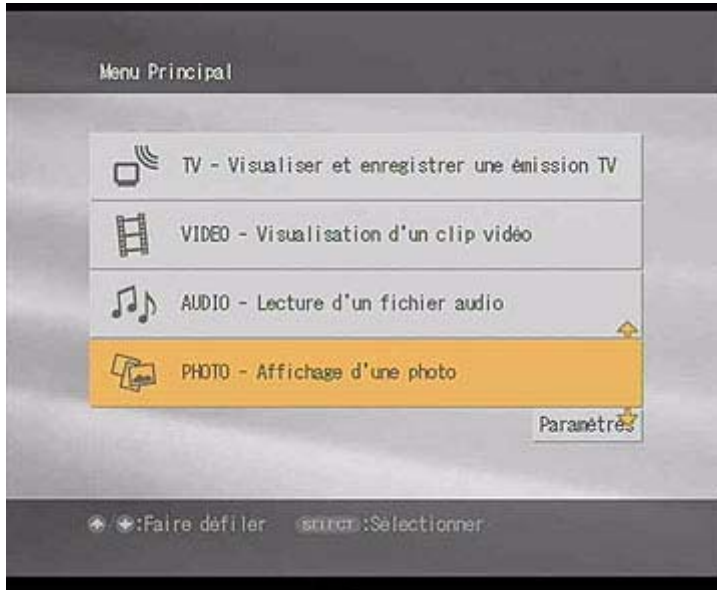 Menu Principal
TV - Visualiser et enregistrer une émission TV
VIDEO - Visualisation d'un clip vidéo
AUDIO - Lecture d'un fichier audio
PHOTO - Affichage d'une photo
Paramètres
:Faire défiler SELECT :Sélectionner